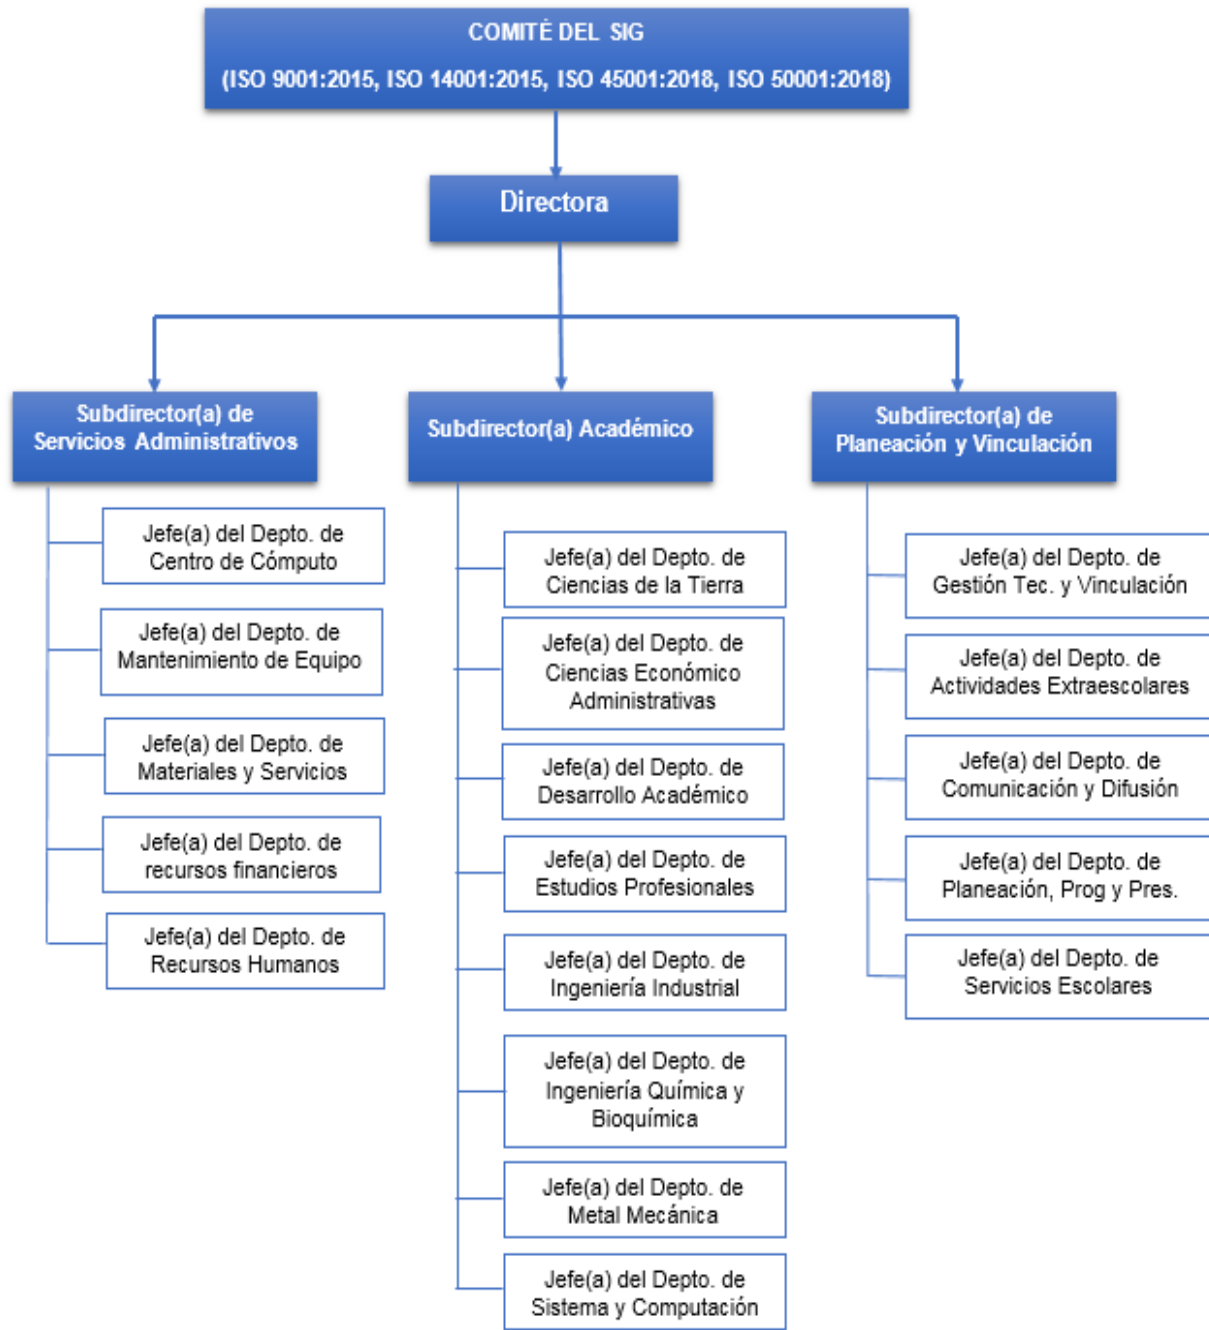 COMITÉ DEL SIG
(ISO 9001:2015, ISO 14001:2015, ISO 45001:2018, ISO 50001:2018)
Directora
Subdirector(a) de
Servicios Administrativos
Jefe(a) del Depto. de
Centro de Cómputo
Jefe(a) del Depto. de
Mantenimiento de Equipo
Jefe(a) del Depto. de
Materiales y Servicios
Jefe(a) del Depto. de
recursos financieros
Jefe(a) del Depto. de
Recursos Humanos
Subdirector(a) Académico
Jefe(a) del Depto. de
Ciencias de la Tierra
Jefe(a) del Depto. de
Ciencias Económico
Administrativas
Jefe(a) del Depto. de
Desarrollo Académico
Jefe(a) del Depto. de
Estudios Profesionales
Jefe(a) del Depto. de
Ingeniería Industrial
Jefe(a) del Depto. de
Ingeniería Química y
Bioquímica
Jefe(a) del Depto. de
Metal Mecánica
Jefe(a) del Depto. de
Sistema y Computación
Subdirector(a) de
Planeación y Vinculación
Jefe(a) del Depto. de
Gestión Tec. y Vinculación
Jefe(a) del Depto. de
Actividades Extraescolares
Jefe(a) del Depto. de
Comunicación y Difusión
Jefe(a) del Depto. de
Planeación, Prog y Pres.
Jefe(a) del Depto. de
Servicios Escolares